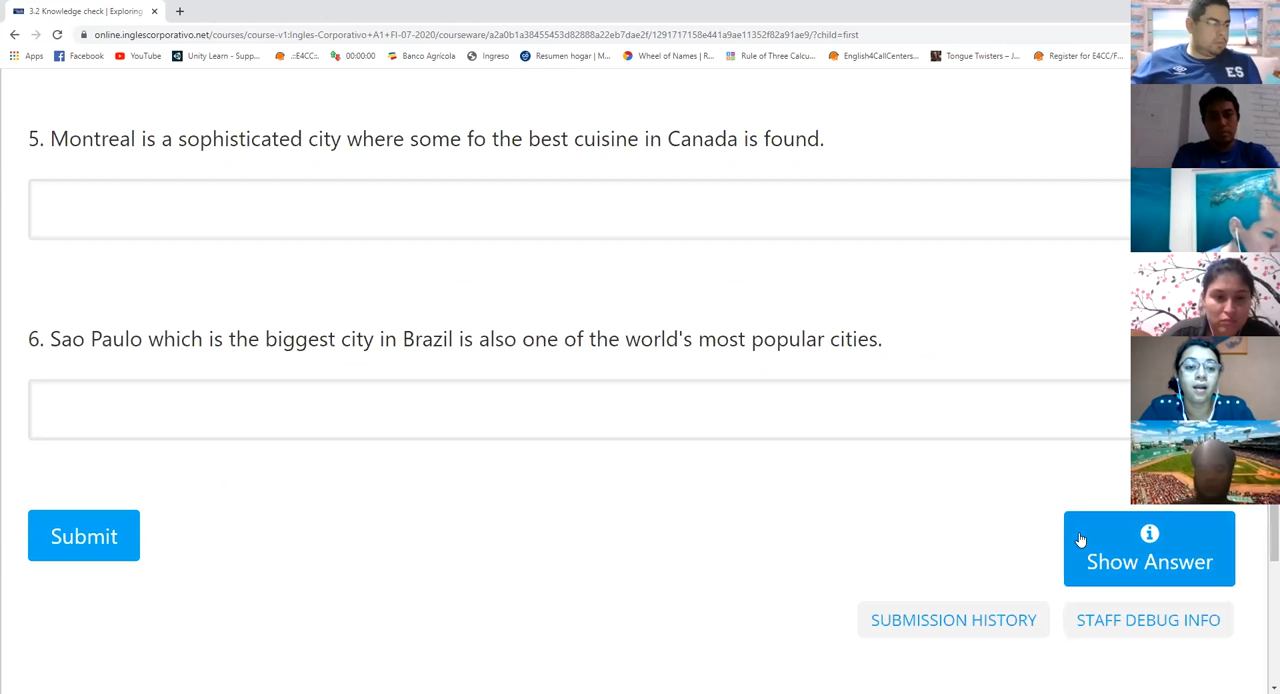 3.2 Knowledge check | Exploring
online.inglescorporativo.net/courses/course-v1:Ingles-Corporativo+A1+FI-07-2020/courseware/a2a0b1e38455453d82888a22eb7dae2f/1291717158e441a9ae11352f82a91ae9/?child=first
Apps Facebook YouTube Unity Learn - Supp... .::E4CC:. 00:00:00 Banco Agrícola Ingreso Resumen hogar | M... Wheel of Names | R... Rule of Three Calcu... English4CallCenters... Tongue Twisters – J... Register for E4CC/F...
5. Montreal is a sophisticated city where some fo the best cuisine in Canada is found.
6. Sao Paulo which is the biggest city in Brazil is also one of the world's most popular cities.
Submit
Show Answer
SUBMISSION HISTORY STAFF DEBUG INFO
ES